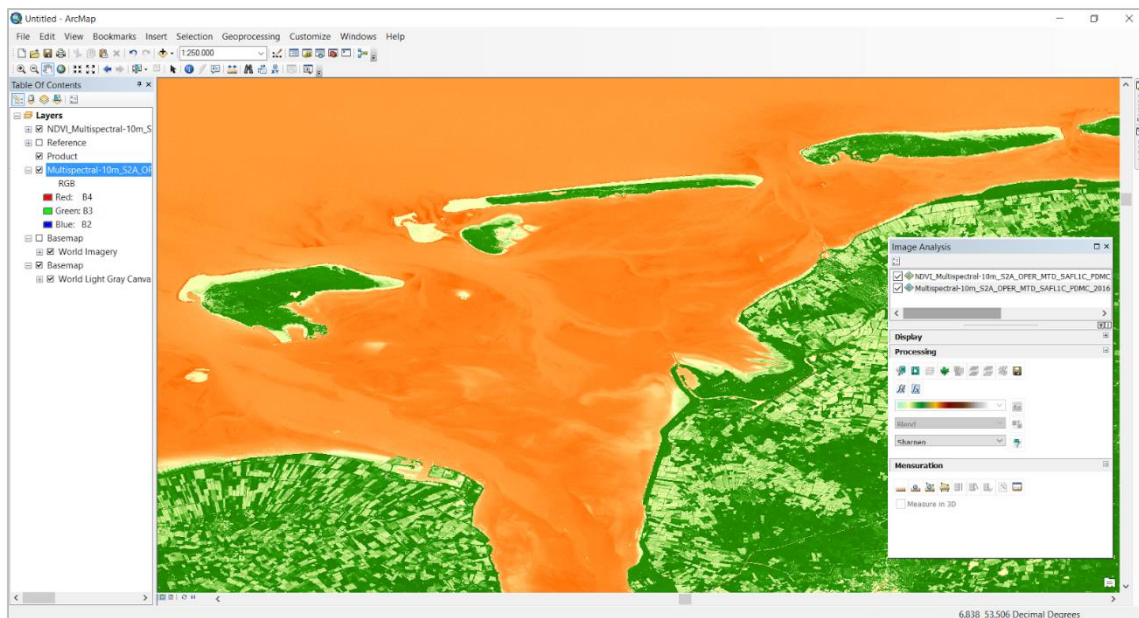 Untitled - ArcMap
File Edit View Bookmarks Insert Selection Geoprocessing Customize Windows Help
1:250.000
Table Of Contents
Layers
NDVI_Multispectral-10m_S
Reference
Product
Multispectral-10m_S2A_OP
RGB
Red: B4
Green: B3
Blue: B2
Basemap
World Imagery
Basemap
World Light Gray Canva
Image Analysis
NDVI_Multispectral-10m_S2A_OPER_MTD_SAFL1C_PDMC
Multispectral-10m_S2A_OPER_MTD_SAFL1C_PDMC_2016
Display
Processing
Blend
Sharpen
Mensuration
Measure in 3D
6,838 53,506 Decimal Degrees